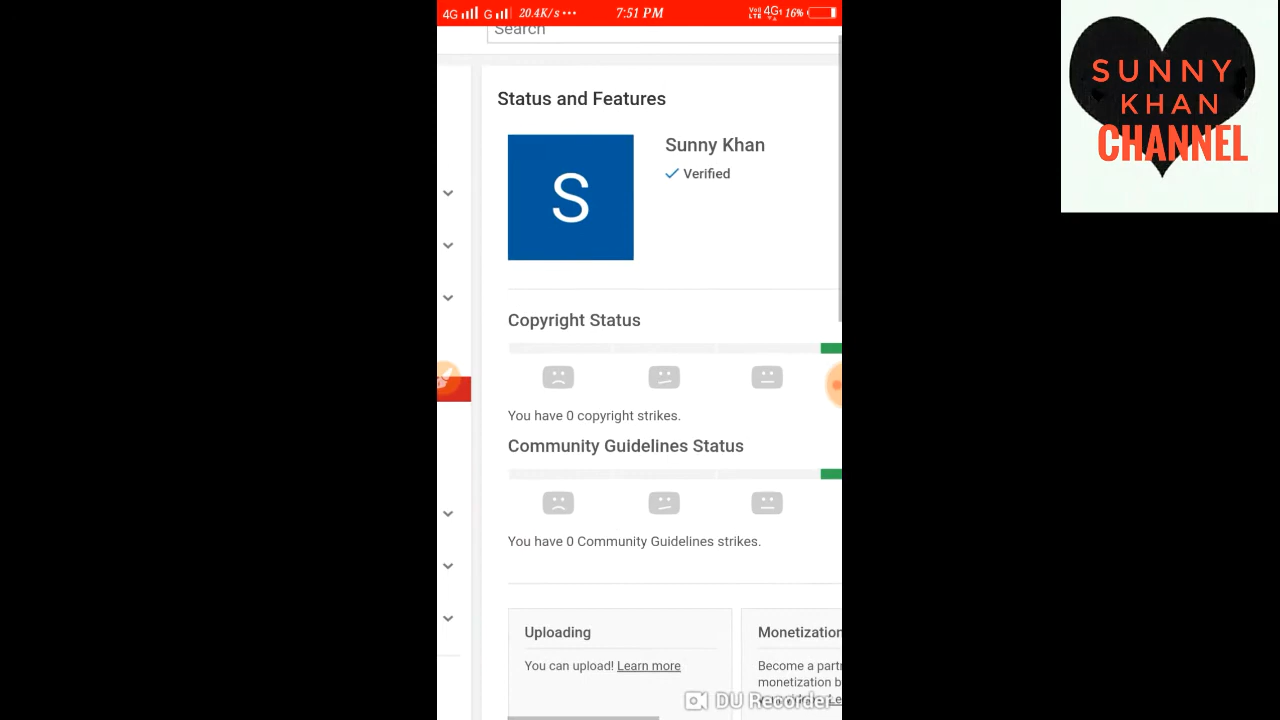 4G G 20.4K/s ... 7:51 PM 4G 16%
Search
Status and Features
S
Sunny Khan
Verified
Copyright Status
You have 0 copyright strikes.
Community Guidelines Status
You have 0 Community Guidelines strikes.
Uploading
You can upload! Learn more
Monetization
Become a part
monetization b
DU Recorder
SUNNY
KHAN
CHANNEL